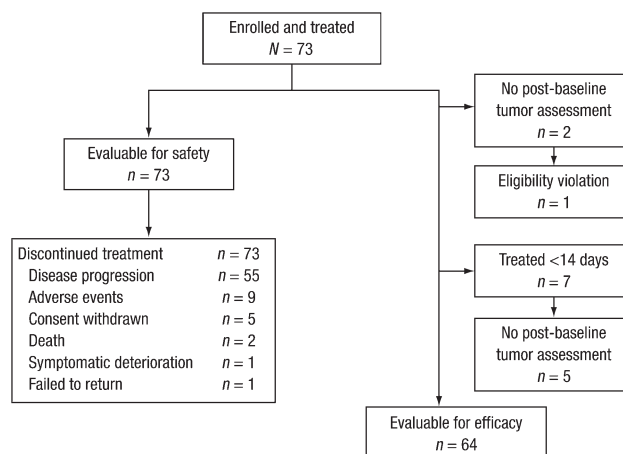 Enrolled and treated
N = 73
No post-baseline
tumor assessment
n = 2
Evaluable for safety
n = 73
Eligibility violation
n = 1
Discontinued treatment n = 73
Disease progression n = 55
Adverse events n = 9
Consent withdrawn n = 5
Death n = 2
Symptomatic deterioration n = 1
Failed to return n = 1
Treated <14 days
n = 7
No post-baseline
tumor assessment
n = 5
Evaluable for efficacy
n = 64